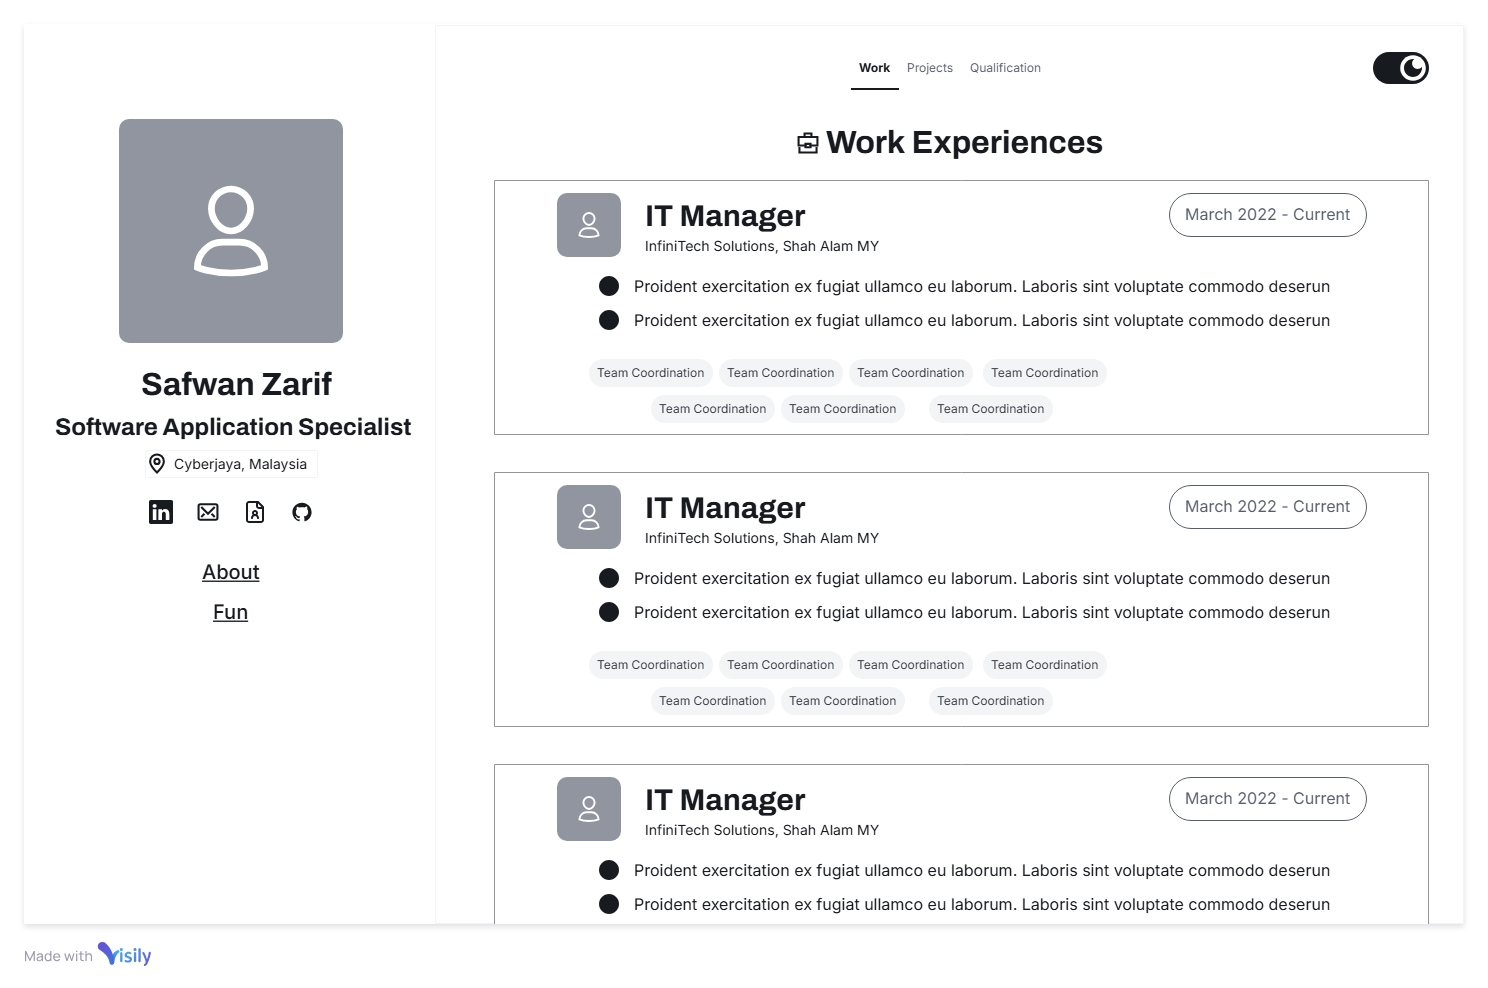 Safwan Zarif
Software Application Specialist
Cyberjaya, Malaysia
About
Fun
Work Projects Qualification
Work Experiences
IT Manager
InfiniTech Solutions, Shah Alam MY
March 2022 - Current
Proident exercitation ex fugiat ullamco eu laborum. Laboris sint voluptate commodo deserun
Proident exercitation ex fugiat ullamco eu laborum. Laboris sint voluptate commodo deserun
Team Coordination Team Coordination Team Coordination Team Coordination
Team Coordination Team Coordination Team Coordination
IT Manager
InfiniTech Solutions, Shah Alam MY
March 2022 - Current
Proident exercitation ex fugiat ullamco eu laborum. Laboris sint voluptate commodo deserun
Proident exercitation ex fugiat ullamco eu laborum. Laboris sint voluptate commodo deserun
Team Coordination Team Coordination Team Coordination Team Coordination
Team Coordination Team Coordination Team Coordination
IT Manager
InfiniTech Solutions, Shah Alam MY
March 2022 - Current
Proident exercitation ex fugiat ullamco eu laborum. Laboris sint voluptate commodo deserun
Proident exercitation ex fugiat ullamco eu laborum. Laboris sint voluptate commodo deserun
Made with Visily